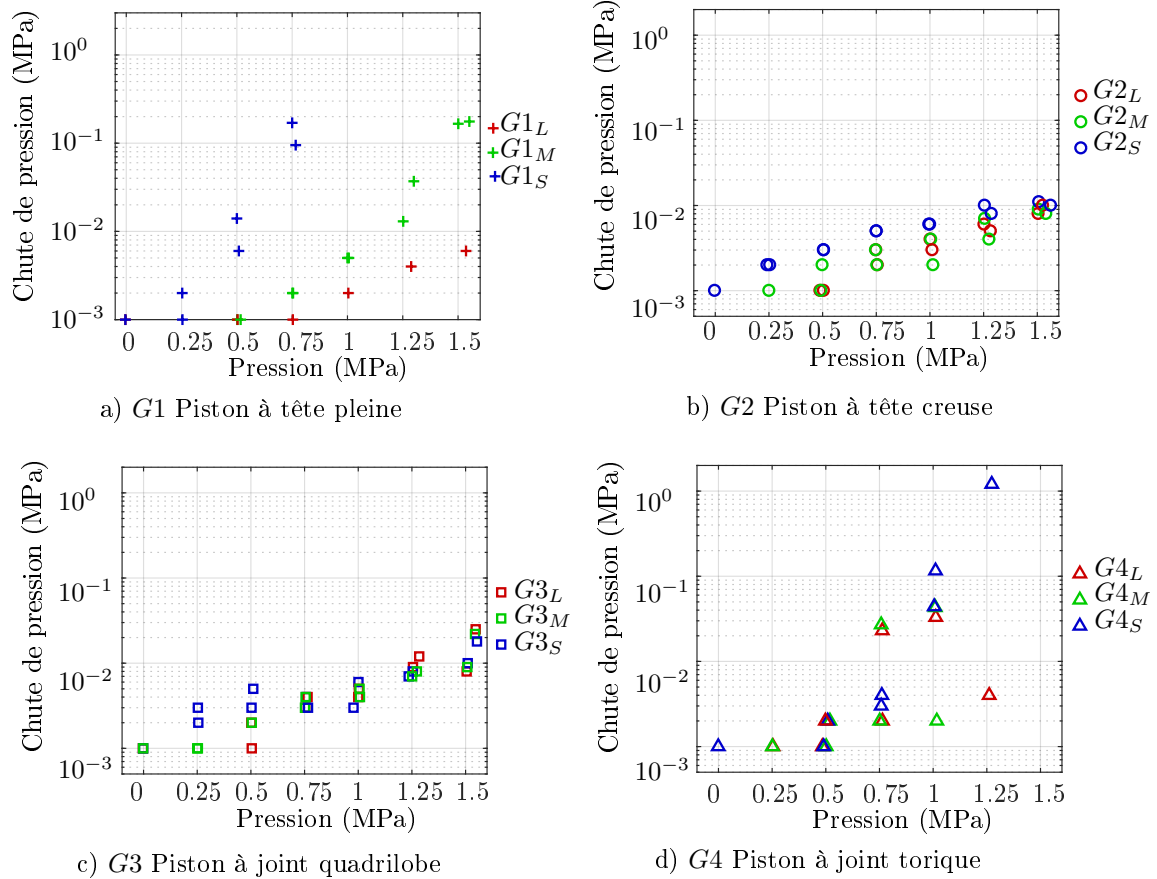 Chute de pression (MPa)
10^0
10^-1
10^-2
10^-3
0 0.25 0.5 0.75 1 1.25 1.5
Pression (MPa)
G1_L
G1_M
G1_S
a) G1 Piston à tête pleine
Chute de pression (MPa)
10^0
10^-1
10^-2
10^-3
0 0.25 0.5 0.75 1 1.25 1.5
Pression (MPa)
G2_L
G2_M
G2_S
b) G2 Piston à tête creuse
Chute de pression (MPa)
10^0
10^-1
10^-2
10^-3
0 0.25 0.5 0.75 1 1.25 1.5
Pression (MPa)
G3_L
G3_M
G3_S
c) G3 Piston à joint quadrilobe
Chute de pression (MPa)
10^0
10^-1
10^-2
10^-3
0 0.25 0.5 0.75 1 1.25 1.5
Pression (MPa)
G4_L
G4_M
G4_S
d) G4 Piston à joint torique